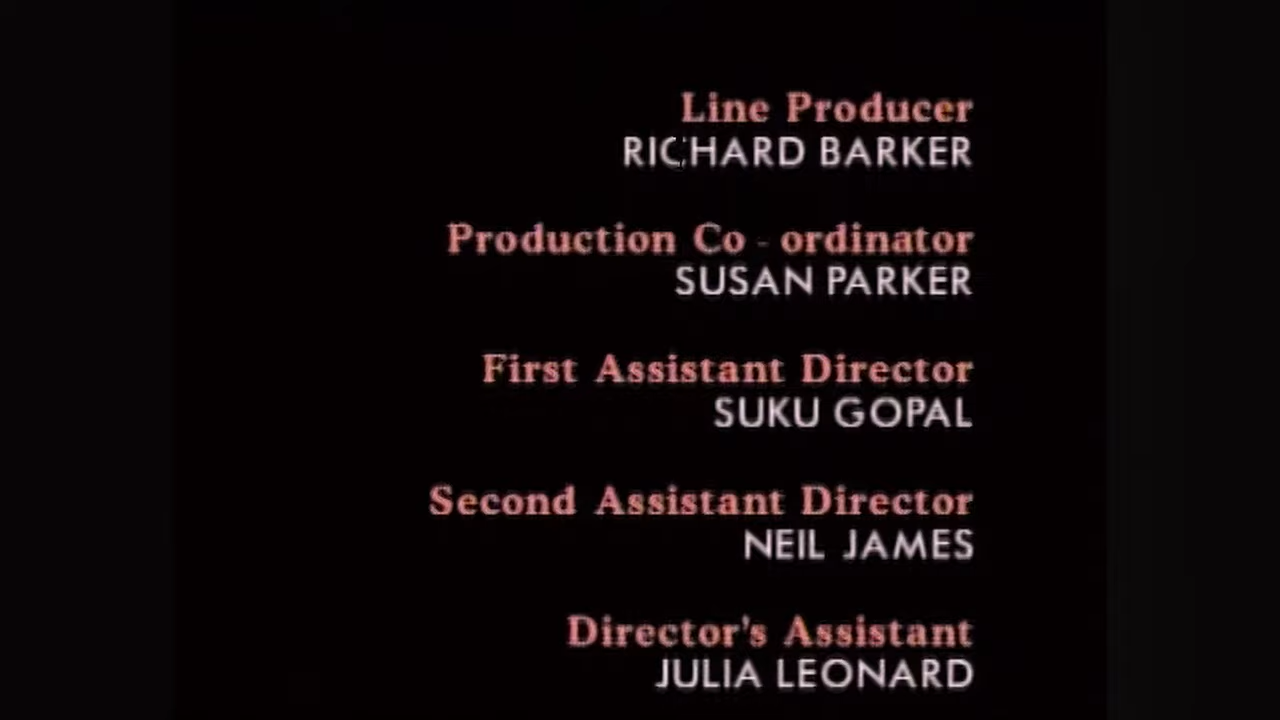 Line Producer
RICHARD BARKER
Production Co - ordinator
SUSAN PARKER
First Assistant Director
SUKU GOPAL
Second Assistant Director
NEIL JAMES
Director's Assistant
JULIA LEONARD